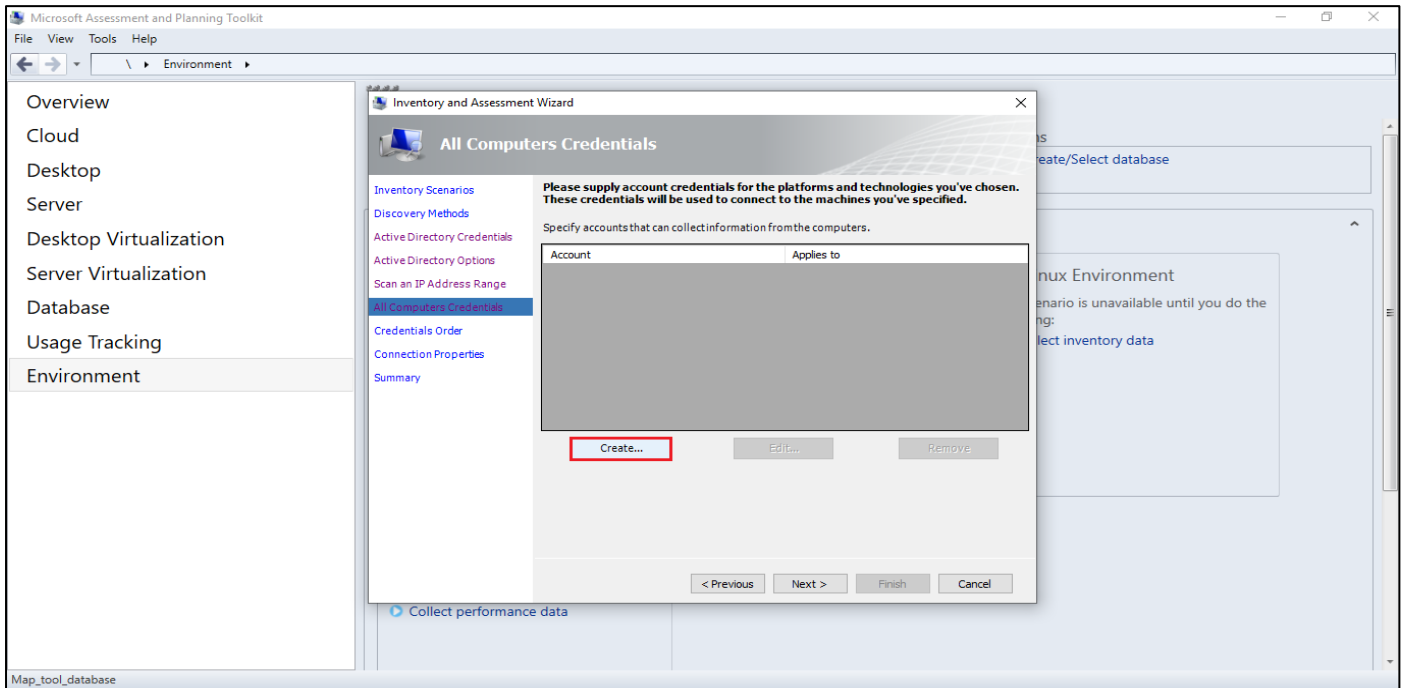 Microsoft Assessment and Planning Toolkit
File View Tools Help
\ Environment
Overview
Cloud
Desktop
Server
Desktop Virtualization
Server Virtualization
Database
Usage Tracking
Environment
Inventory and Assessment Wizard
All Computers Credentials
Inventory Scenarios
Discovery Methods
Active Directory Credentials
Active Directory Options
Scan an IP Address Range
All Computers Credentials
Credentials Order
Connection Properties
Summary
Please supply account credentials for the platforms and technologies you've chosen.
These credentials will be used to connect to the machines you've specified.
Specify accounts that can collect information from the computers.
Account Applies to
Create... Edit... Remove
< Previous Next > Finish Cancel
ns
reate/Select database
nux Environment
enario is unavailable until you do the
ng:
llect inventory data
Collect performance data
Map_tool_database